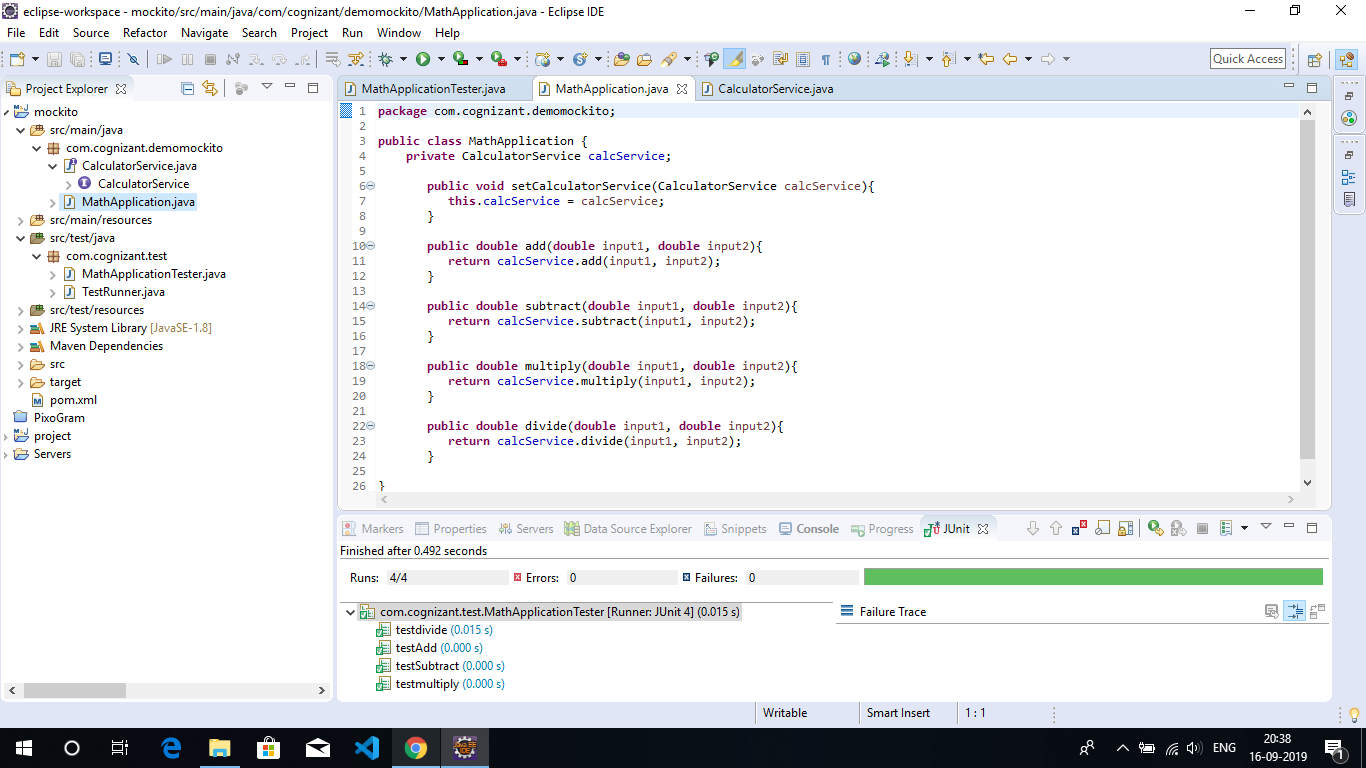 eclipse-workspace - mockito/src/main/java/com/cognizant/demomockito/MathApplication.java - Eclipse IDE
File Edit Source Refactor Navigate Search Project Run Window Help
Quick Access
Project Explorer
mockito
src/main/java
com.cognizant.demomockito
CalculatorService.java
CalculatorService
MathApplication.java
src/main/resources
src/test/java
com.cognizant.test
MathApplicationTester.java
TestRunner.java
src/test/resources
JRE System Library [JavaSE-1.8]
Maven Dependencies
src
target
pom.xml
PixoGram
project
Servers
MathApplicationTester.java MathApplication.java CalculatorService.java
1 package com.cognizant.demomockito;
2
3 public class MathApplication {
4 private CalculatorService calcService;
5
6 public void setCalculatorService(CalculatorService calcService){
7 this.calcService = calcService;
8 }
9
10 public double add(double input1, double input2){
11 return calcService.add(input1, input2);
12 }
13
14 public double subtract(double input1, double input2){
15 return calcService.subtract(input1, input2);
16 }
17
18 public double multiply(double input1, double input2){
19 return calcService.multiply(input1, input2);
20 }
21
22 public double divide(double input1, double input2){
23 return calcService.divide(input1, input2);
24 }
25
26 }
Markers Properties Servers Data Source Explorer Snippets Console Progress JUnit
Finished after 0.492 seconds
Runs: 4/4 Errors: 0 Failures: 0
com.cognizant.test.MathApplicationTester [Runner: JUnit 4] (0.015 s)
testdivide (0.015 s)
testAdd (0.000 s)
testSubtract (0.000 s)
testmultiply (0.000 s)
Failure Trace
Writable Smart Insert 1 : 1
ENG
20:38
16-09-2019
1